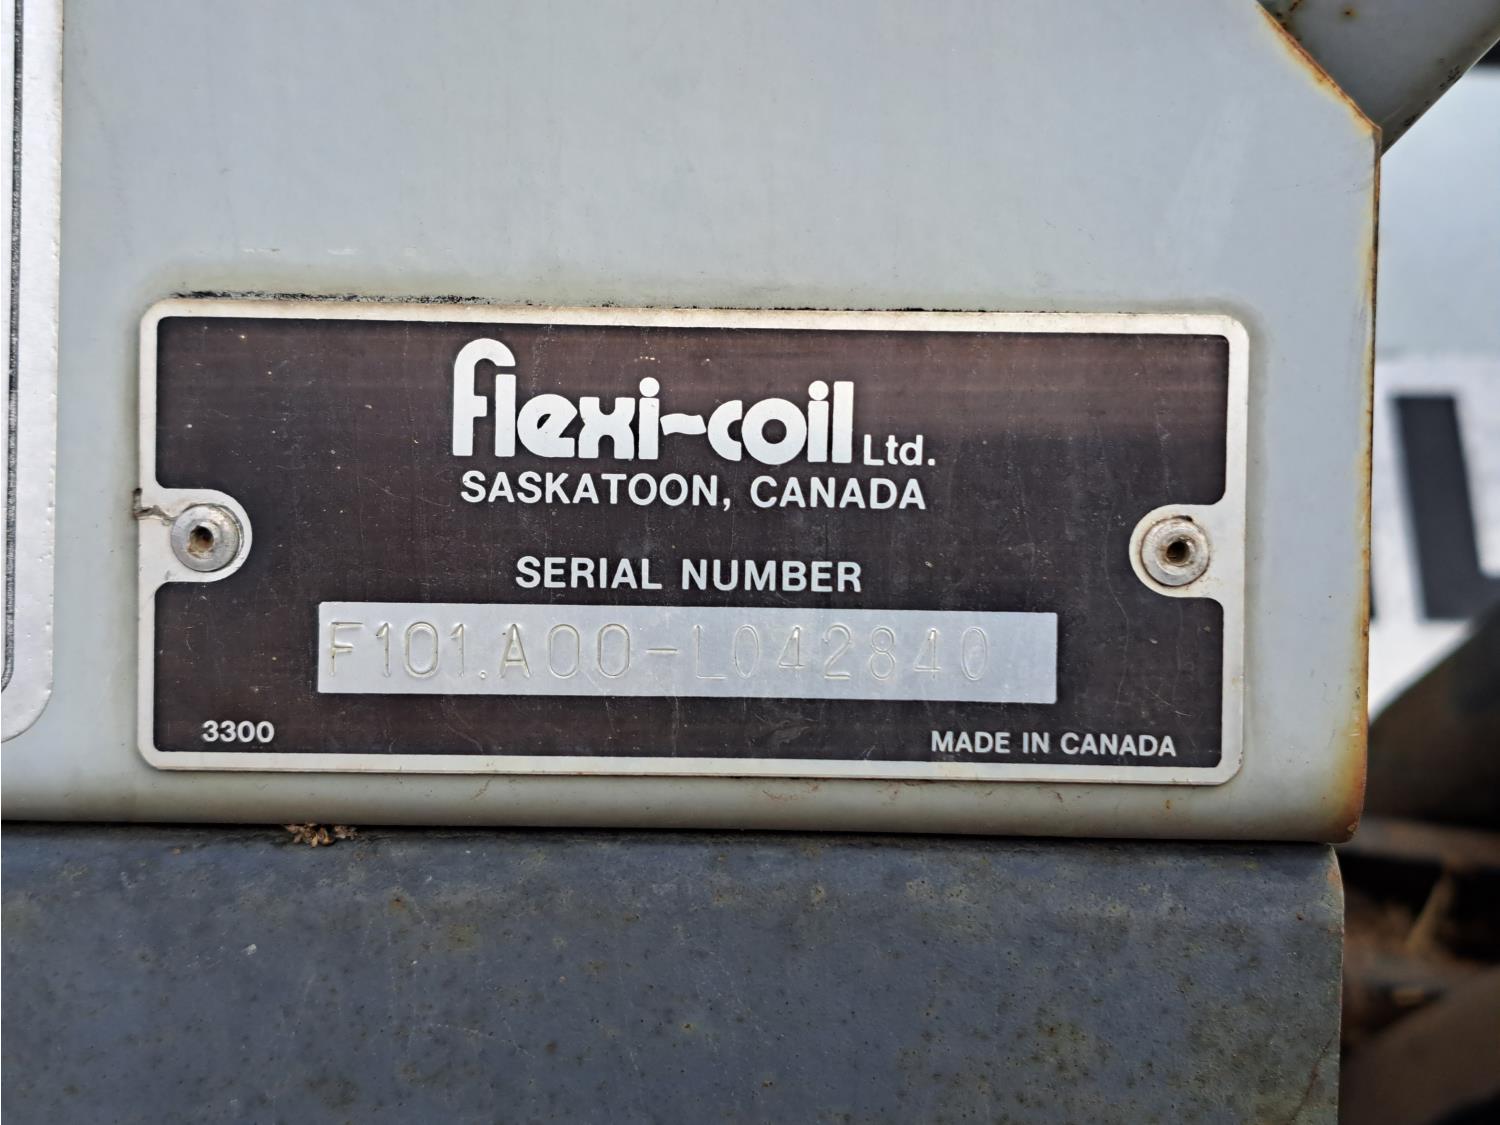 flexi-coil Ltd.
SASKATOON, CANADA
SERIAL NUMBER
F101.A00-L042840
3300
MADE IN CANADA